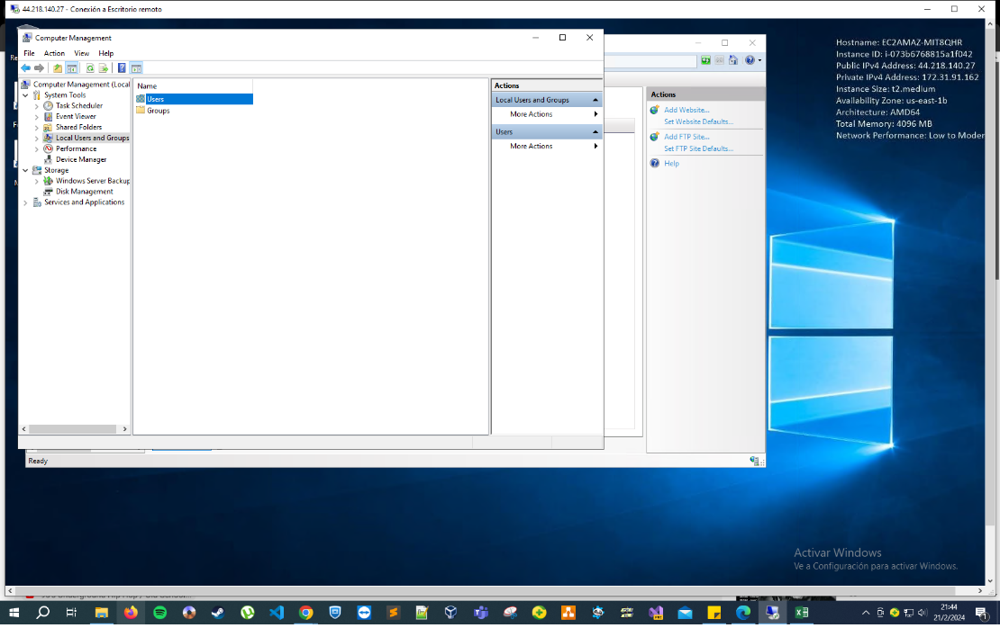 44.218.140.27 - Conexión a Escritorio remoto
Computer Management
File Action View Help
Computer Management (Local
System Tools
Task Scheduler
Event Viewer
Shared Folders
Local Users and Groups
Performance
Device Manager
Storage
Windows Server Backup
Disk Management
Services and Applications
Name
Users
Groups
Actions
Local Users and Groups
More Actions
Users
More Actions
Actions
Add Website...
Set Website Defaults...
Add FTP Site...
Set FTP Site Defaults...
Help
Ready
Hostname: EC2AMAZ-MIT8QHR
Instance ID: i-073b6768815a1f042
Public IPv4 Address: 44.218.140.27
Private IPv4 Address: 172.31.91.162
Instance Size: t2.medium
Availability Zone: us-east-1b
Architecture: AMD64
Total Memory: 4096 MB
Network Performance: Low to Moder
Activar Windows
Ve a Configuración para activar Windows.
21:44
21/2/2024
1